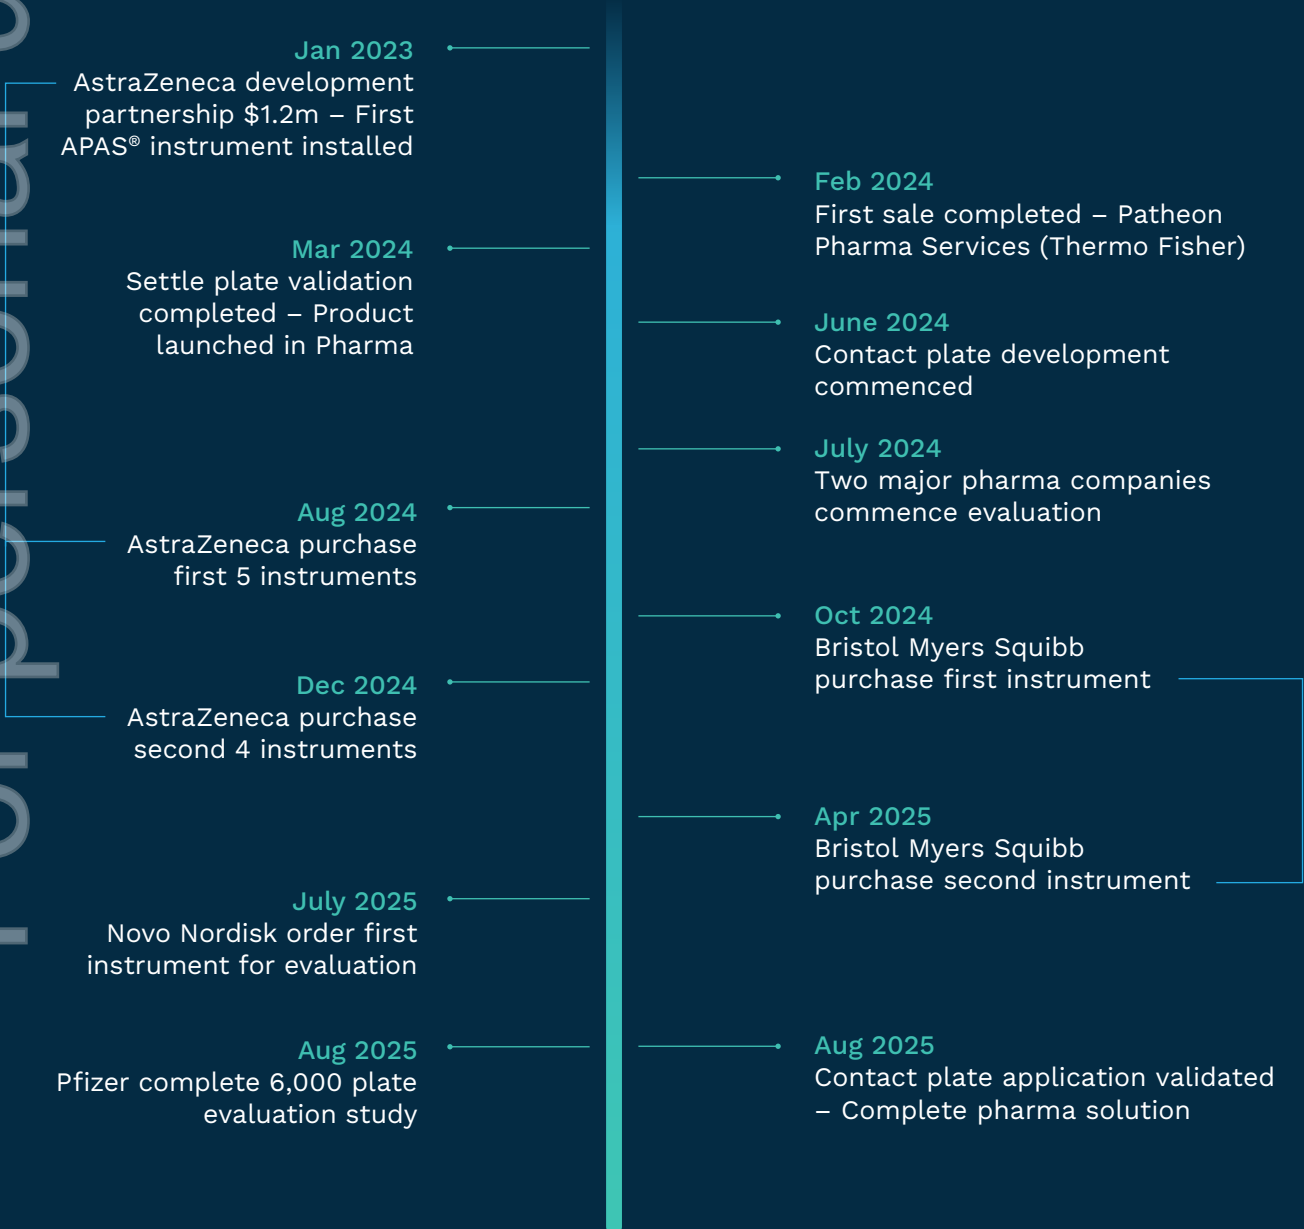 Jan 2023
AstraZeneca development
partnership $1.2m – First
APAS® instrument installed
Feb 2024
First sale completed – Patheon
Pharma Services (Thermo Fisher)
Mar 2024
Settle plate validation
completed – Product
launched in Pharma
June 2024
Contact plate development
commenced
July 2024
Two major pharma companies
commence evaluation
Aug 2024
AstraZeneca purchase
first 5 instruments
Oct 2024
Bristol Myers Squibb
purchase first instrument
Dec 2024
AstraZeneca purchase
second 4 instruments
Apr 2025
Bristol Myers Squibb
purchase second instrument
July 2025
Novo Nordisk order first
instrument for evaluation
Aug 2025
Pfizer complete 6,000 plate
evaluation study
Aug 2025
Contact plate application validated
– Complete pharma solution
For personal